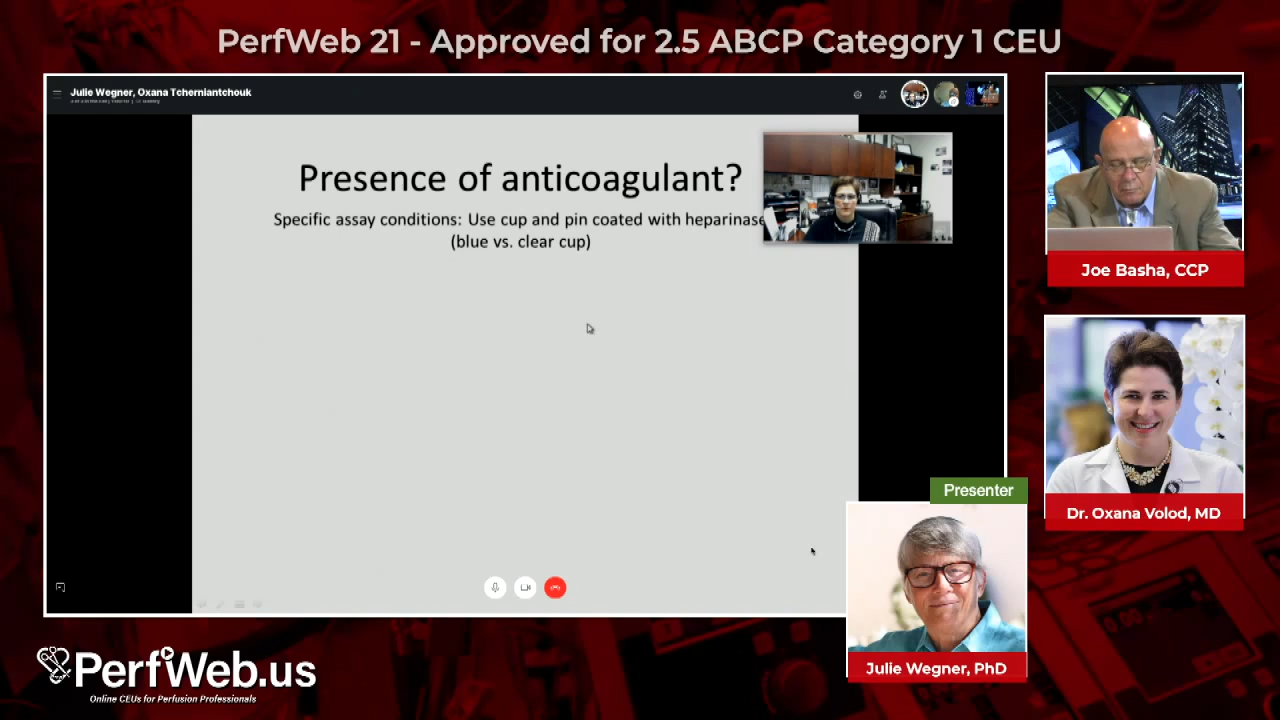 PerfWeb 21 - Approved for 2.5 ABCP Category 1 CEU
Julie Wegner, Oxana Tcherniantchouk
Presence of anticoagulant?
Specific assay conditions: Use cup and pin coated with heparinase
(blue vs. clear cup)
Joe Basha, CCP
Dr. Oxana Volod, MD
Presenter
Julie Wegner, PhD
PerfWeb.us
Online CEUs for Perfusion Professionals